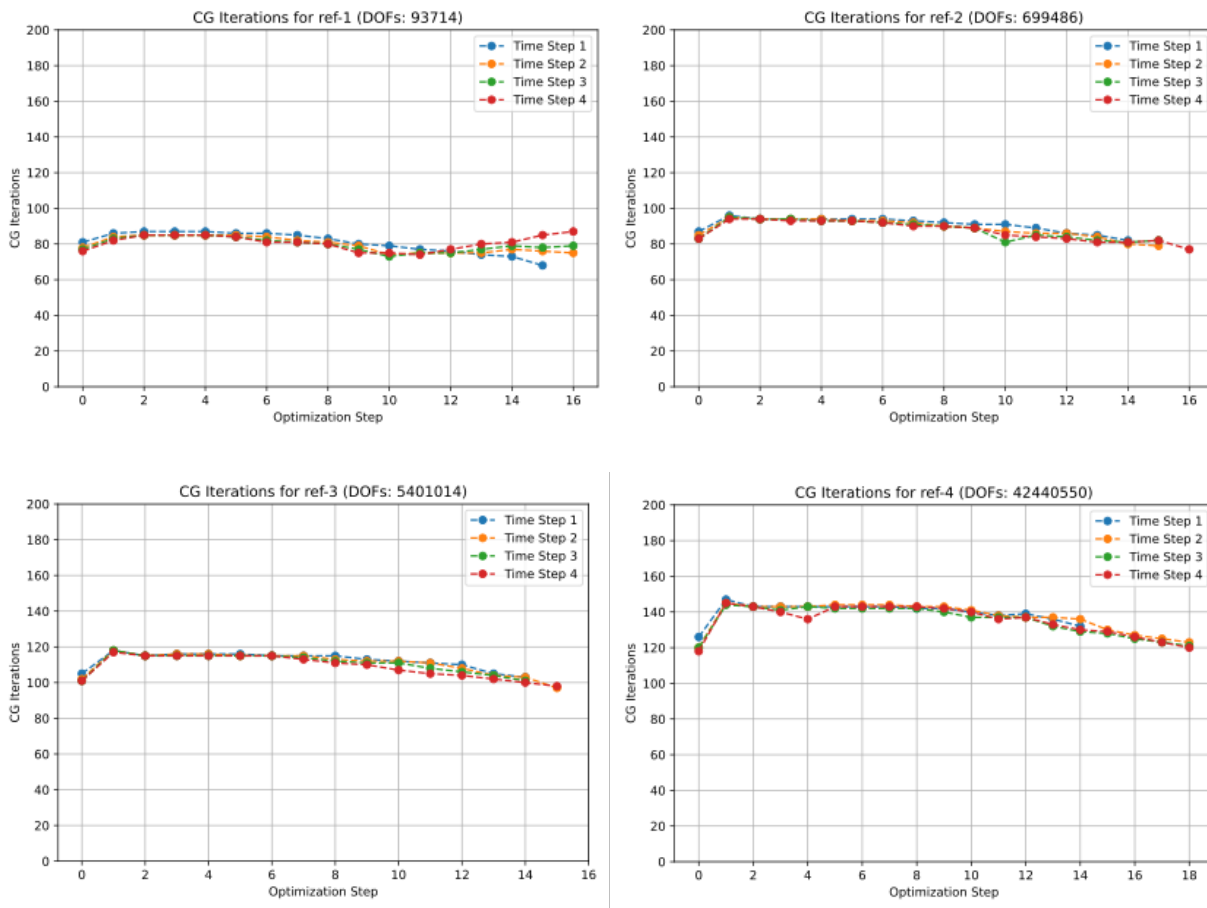 CG Iterations for ref-1 (DOFs: 93714)
200
180
160
140
120
100
80
60
40
20
0
CG Iterations
0 2 4 6 8 10 12 14 16
Optimization Step
Time Step 1
Time Step 2
Time Step 3
Time Step 4
CG Iterations for ref-2 (DOFs: 699486)
200
180
160
140
120
100
80
60
40
20
0
CG Iterations
0 2 4 6 8 10 12 14 16
Optimization Step
Time Step 1
Time Step 2
Time Step 3
Time Step 4
CG Iterations for ref-3 (DOFs: 5401014)
200
180
160
140
120
100
80
60
40
20
0
CG Iterations
0 2 4 6 8 10 12 14 16
Optimization Step
Time Step 1
Time Step 2
Time Step 3
Time Step 4
CG Iterations for ref-4 (DOFs: 42440550)
200
180
160
140
120
100
80
60
40
20
0
CG Iterations
0 2 4 6 8 10 12 14 16 18
Optimization Step
Time Step 1
Time Step 2
Time Step 3
Time Step 4